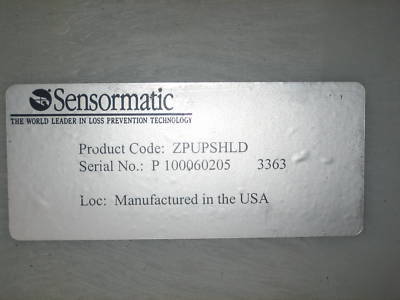 Sensormatic
THE WORLD LEADER IN LOSS PREVENTION TECHNOLOGY
Product Code: ZPUPSHLD
Serial No.: P 100060205 3363
Loc: Manufactured in the USA